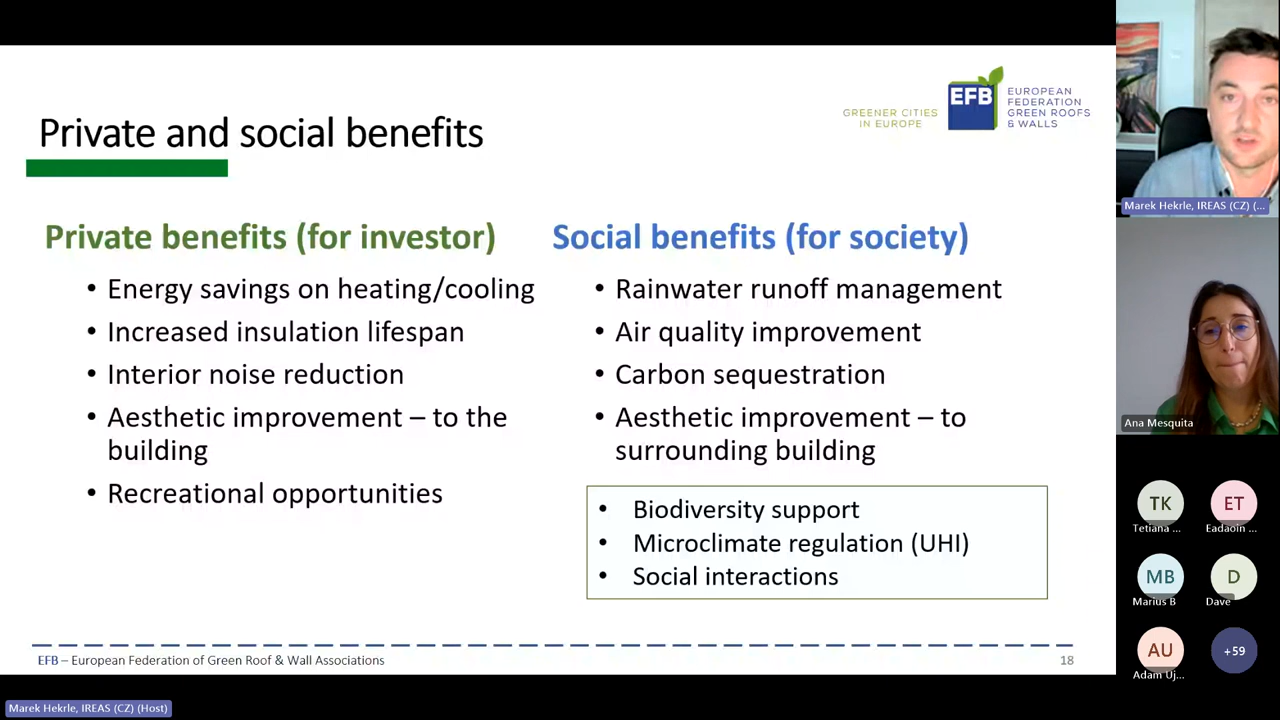 Private and social benefits
GREENER CITIES
IN EUROPE
EFB
EUROPEAN
FEDERATION
GREEN ROOFS
& WALLS
Private benefits (for investor)
• Energy savings on heating/cooling
• Increased insulation lifespan
• Interior noise reduction
• Aesthetic improvement – to the
building
• Recreational opportunities
Social benefits (for society)
• Rainwater runoff management
• Air quality improvement
• Carbon sequestration
• Aesthetic improvement – to
surrounding building
• Biodiversity support
• Microclimate regulation (UHI)
• Social interactions
EFB – European Federation of Green Roof & Wall Associations
18
Marek Hekrle, IREAS (CZ) (...
Ana Mesquita
TK
Tetiana ...
ET
Eadaoin ...
MB
Marius B
D
Dave
AU
Adam Uj...
+59
Marek Hekrle, IREAS (CZ) (Host)